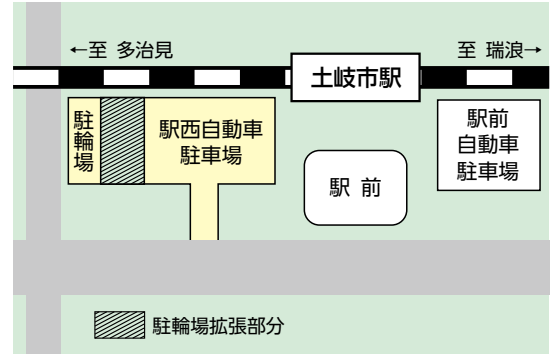 ←至 多治見
至 瑞浪→
土岐市駅
駐輪場
駅西自動車
駐車場
駅 前
駅前
自動車
駐車場
駐輪場拡張部分